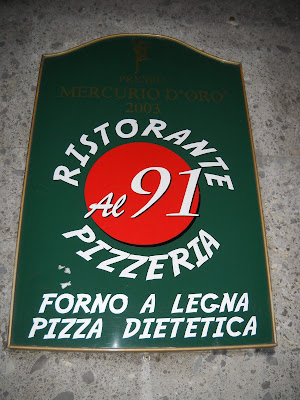 PREMIO
MERCURIO D'ORO
2003
RISTORANTE
Al 91
PIZZERIA
FORNO A LEGNA
PIZZA DIETETICA